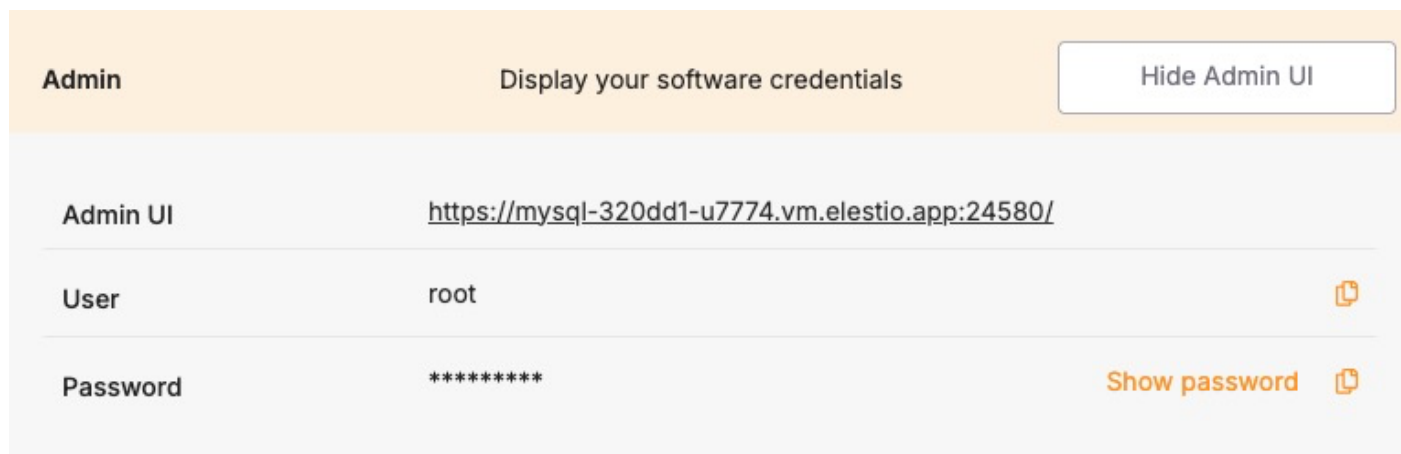 Admin Display your software credentials Hide Admin UI
Admin UI https://mysql-320dd1-u7774.vm.elestio.app:24580/
User root
Password ********* Show password